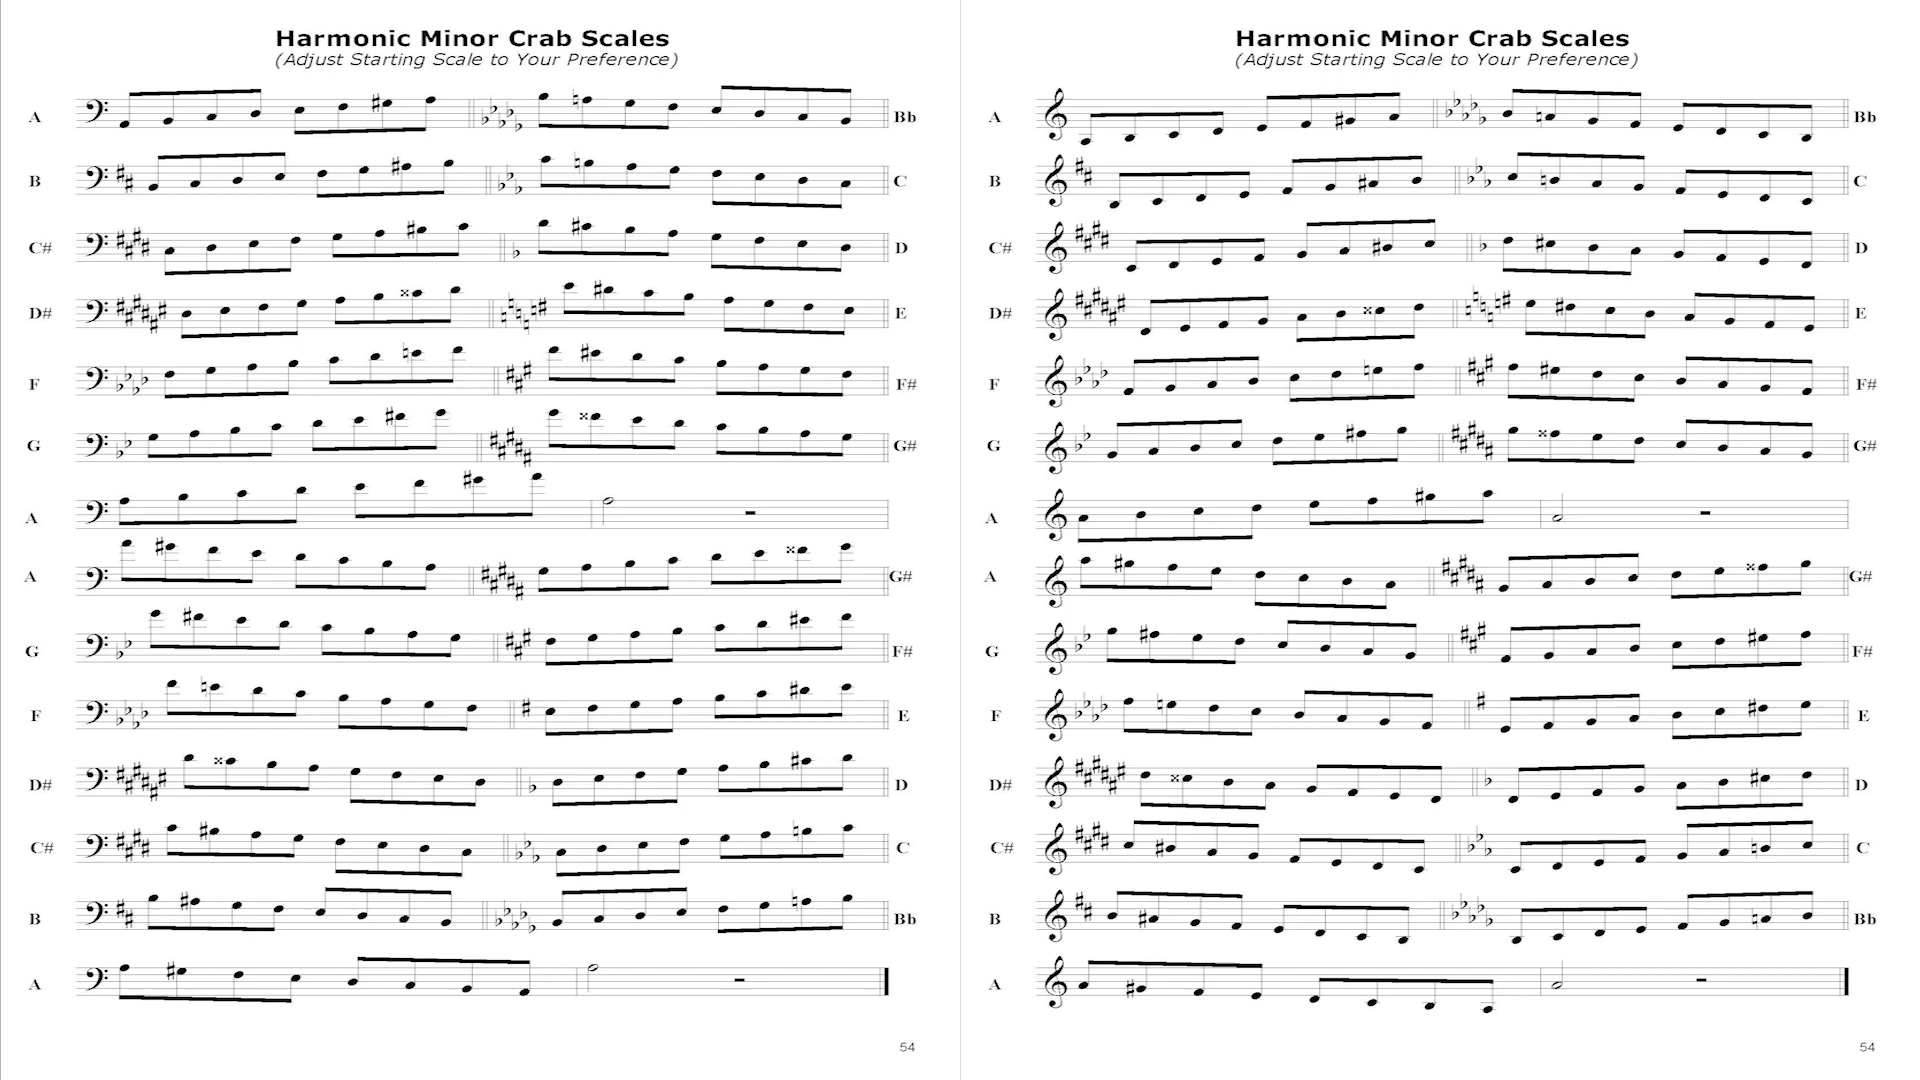 Harmonic Minor Crab Scales
(Adjust Starting Scale to Your Preference)
A Bb
B C
C# D
D# E
F F#
G G#
A
A G#
G F#
F E
D# D
C# C
B Bb
A
54
Harmonic Minor Crab Scales
(Adjust Starting Scale to Your Preference)
A Bb
B C
C# D
D# E
F F#
G G#
A
A G#
G F#
F E
D# D
C# C
B Bb
A
54